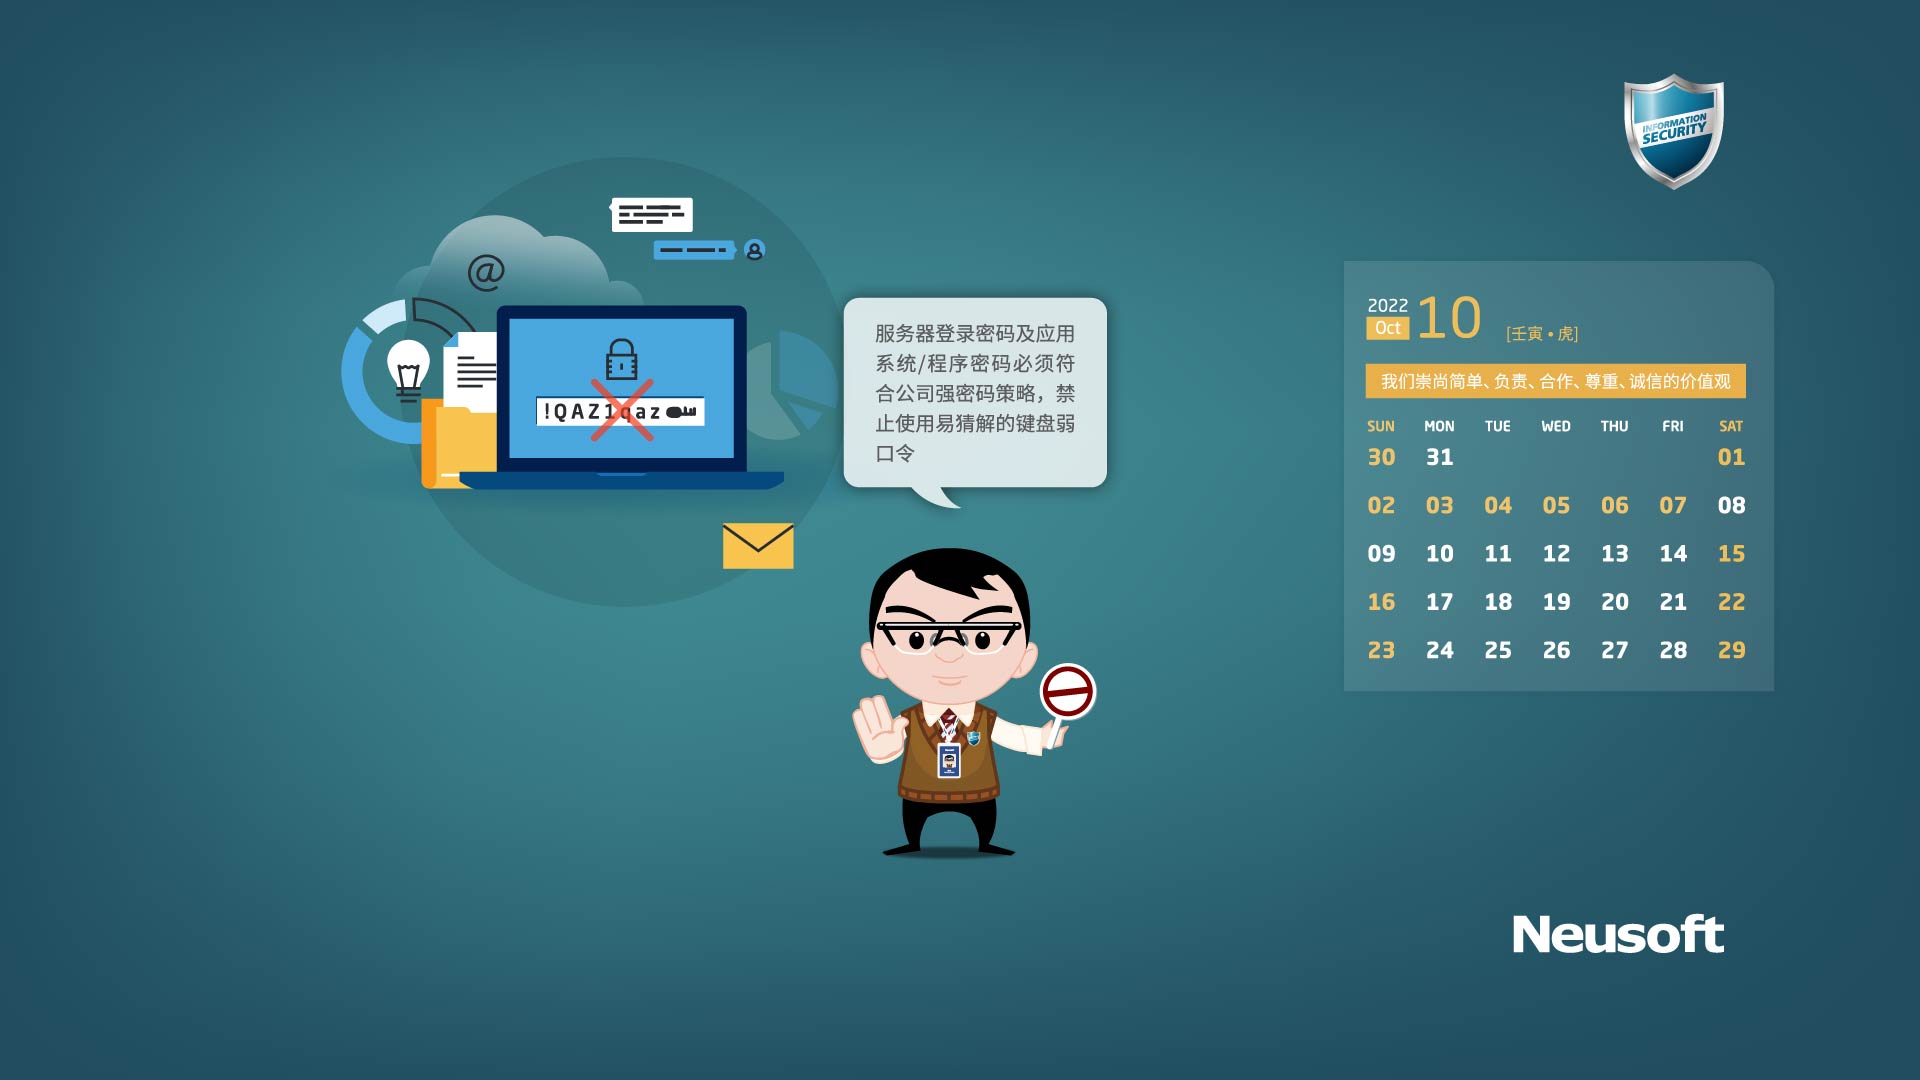 INFORMATION
SECURITY
@
!QAZ1qaz
服务器登录密码及应用
系统/程序密码必须符
合公司强密码策略，禁
止使用易猜解的键盘弱
口令
2022
Oct
10
[壬寅•虎]
我们崇尚简单、负责、合作、尊重、诚信的价值观
SUN MON TUE WED THU FRI SAT
30 31 01
02 03 04 05 06 07 08
09 10 11 12 13 14 15
16 17 18 19 20 21 22
23 24 25 26 27 28 29
Neusoft